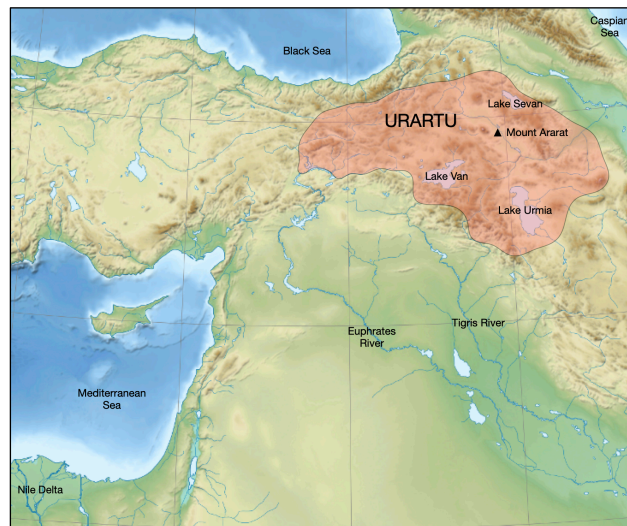 Caspian
Sea
Black Sea
Lake Sevan
URARTU
Mount Ararat
Lake Van
Lake Urmia
Euphrates
River
Tigris River
Mediterranean
Sea
Nile Delta